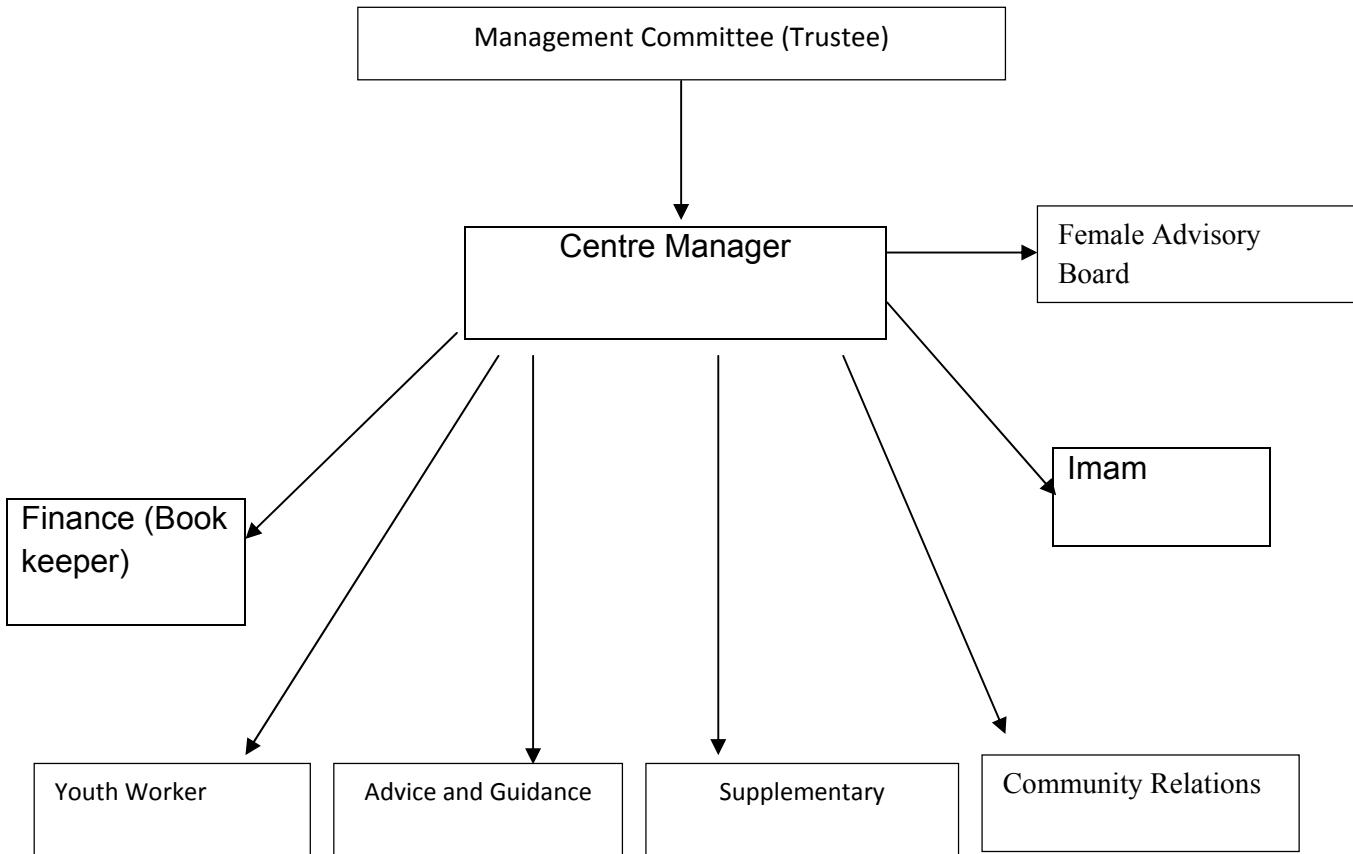 Management Committee (Trustee)
Centre Manager
Female Advisory
Board
Imam
Finance (Book
keeper)
Youth Worker
Advice and Guidance
Supplementary
Community Relations